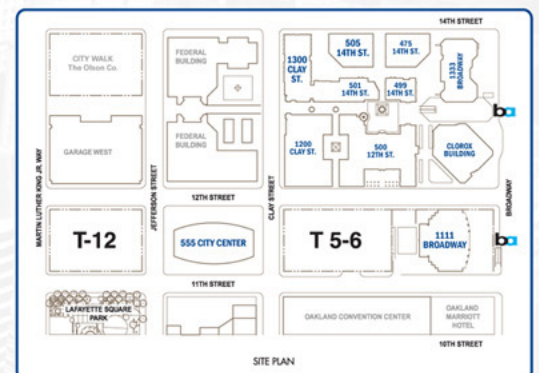 14TH STREET
CITY WALK
The Olson Co.
FEDERAL
BUILDING
1300
CLAY
ST.
505
14TH ST.
475
14TH ST.
1333
BROADWAY
501
14TH ST.
499
14TH ST.
ba
GARAGE WEST
FEDERAL
BUILDING
1200
CLAY ST.
500
12TH ST.
CLOROX
BUILDING
MARTIN LUTHER KING JR. WAY
JEFFERSON STREET
12TH STREET
CLAY STREET
BROADWAY
T-12
555 CITY CENTER
T 5-6
1111
BROADWAY
ba
11TH STREET
LAFAYETTE SQUARE
PARK
OAKLAND CONVENTION CENTER
OAKLAND
MARRIOTT
HOTEL
10TH STREET
SITE PLAN